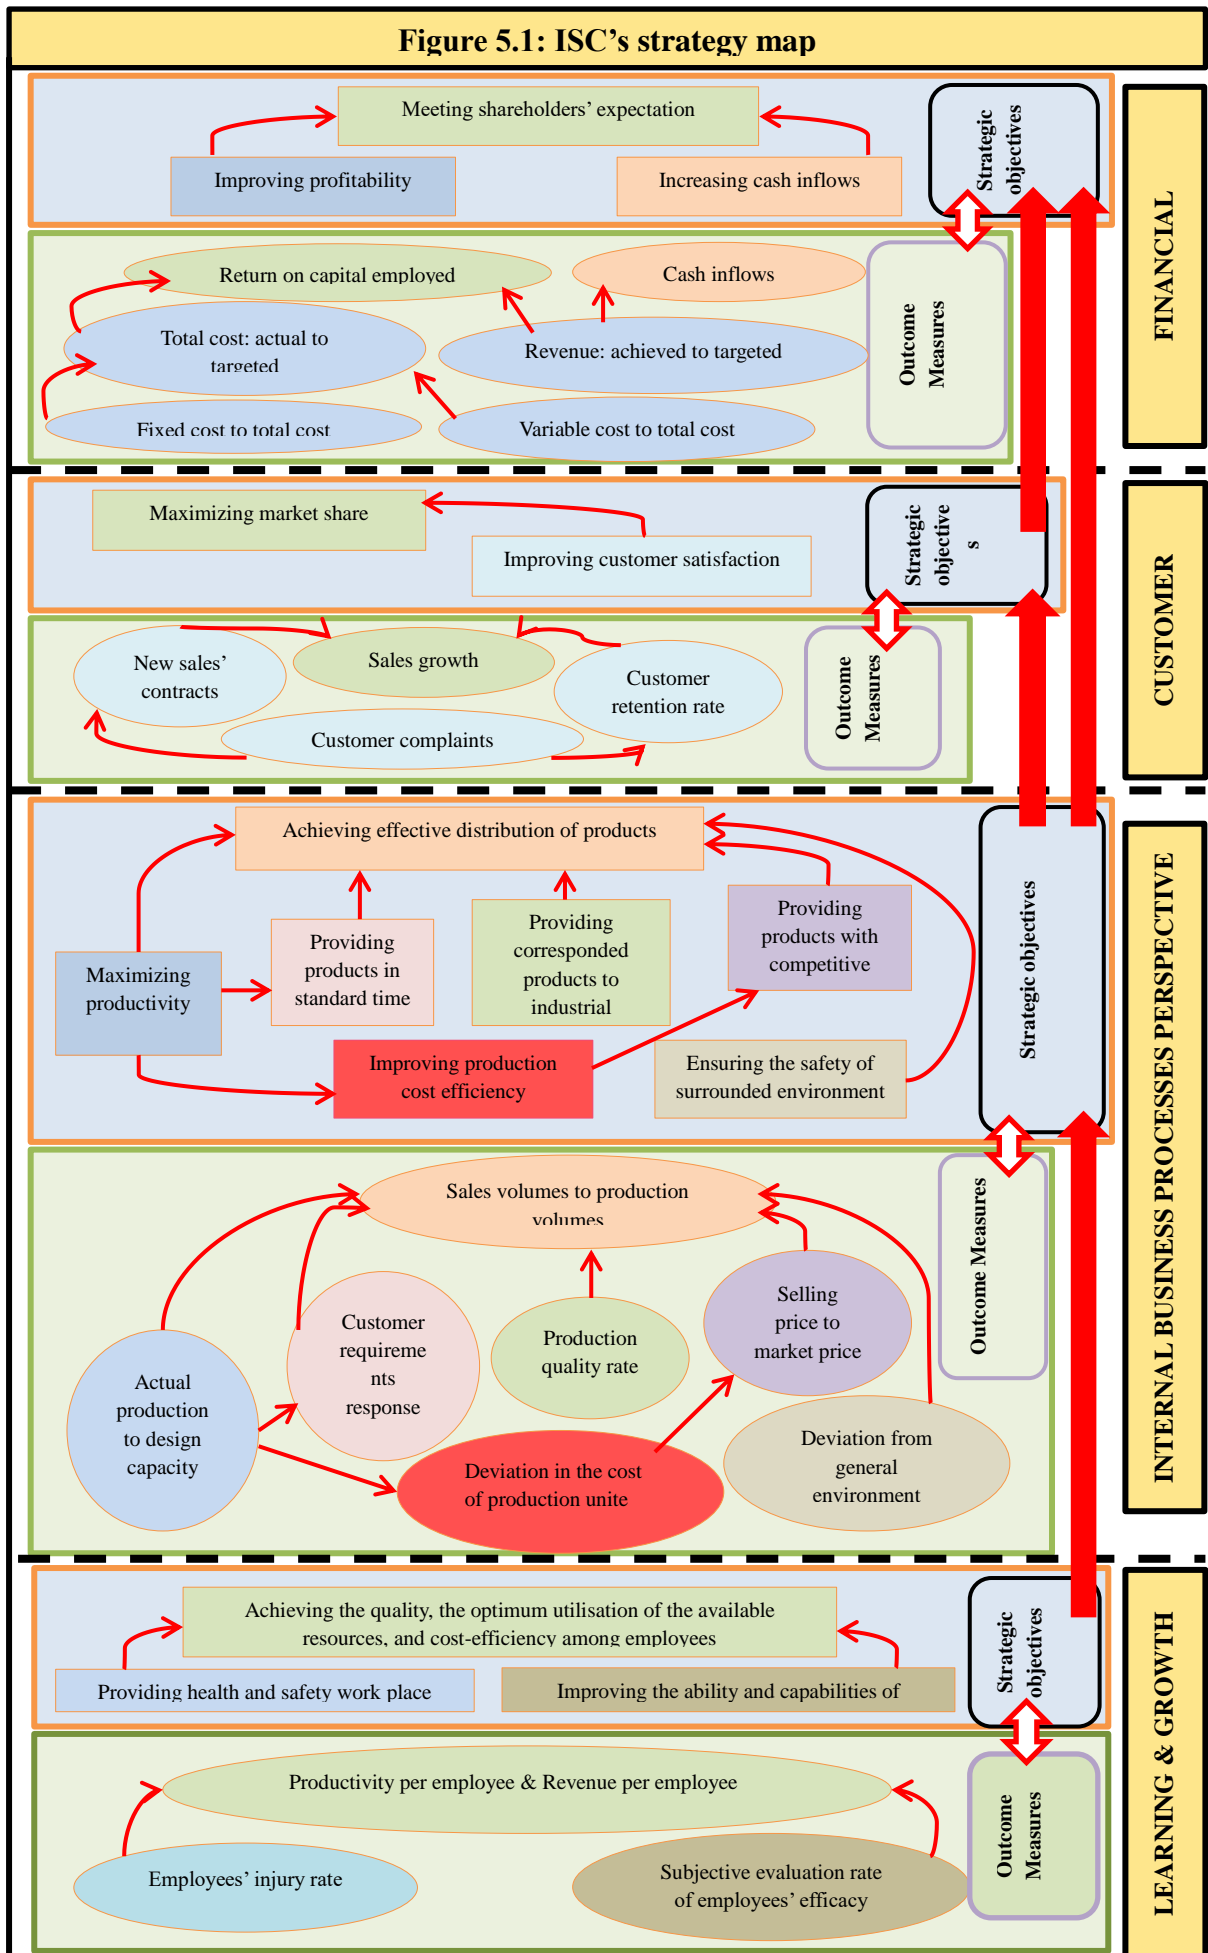 Figure 5.1: ISC’s strategy map
Meeting shareholders’ expectation
Improving profitability
Increasing cash inflows
Strategic
objectives
FINANCIAL
Return on capital employed
Cash inflows
Total cost: actual to
targeted
Revenue: achieved to targeted
Fixed cost to total cost
Variable cost to total cost
Outcome
Measures
Maximizing market share
Improving customer satisfaction
Strategic
objective
s
CUSTOMER
New sales’
contracts
Sales growth
Customer
retention rate
Customer complaints
Outcome
Measures
Achieving effective distribution of products
Maximizing
productivity
Providing
products in
standard time
Providing
corresponded
products to
industrial
Providing
products with
competitive
Improving production
cost efficiency
Ensuring the safety of
surrounded environment
Strategic objectives
INTERNAL BUSINESS PROCESSES PERSPECTIVE
Sales volumes to production
volumes
Actual
production
to design
capacity
Customer
requireme
nts
response
Production
quality rate
Selling
price to
market price
Deviation in the cost
of production unite
Deviation from
general
environment
Outcome Measures
Achieving the quality, the optimum utilisation of the available
resources, and cost-efficiency among employees
Providing health and safety work place
Improving the ability and capabilities of
Strategic
objectives
LEARNING & GROWTH
Productivity per employee & Revenue per employee
Employees’ injury rate
Subjective evaluation rate
of employees’ efficacy
Outcome
Measures